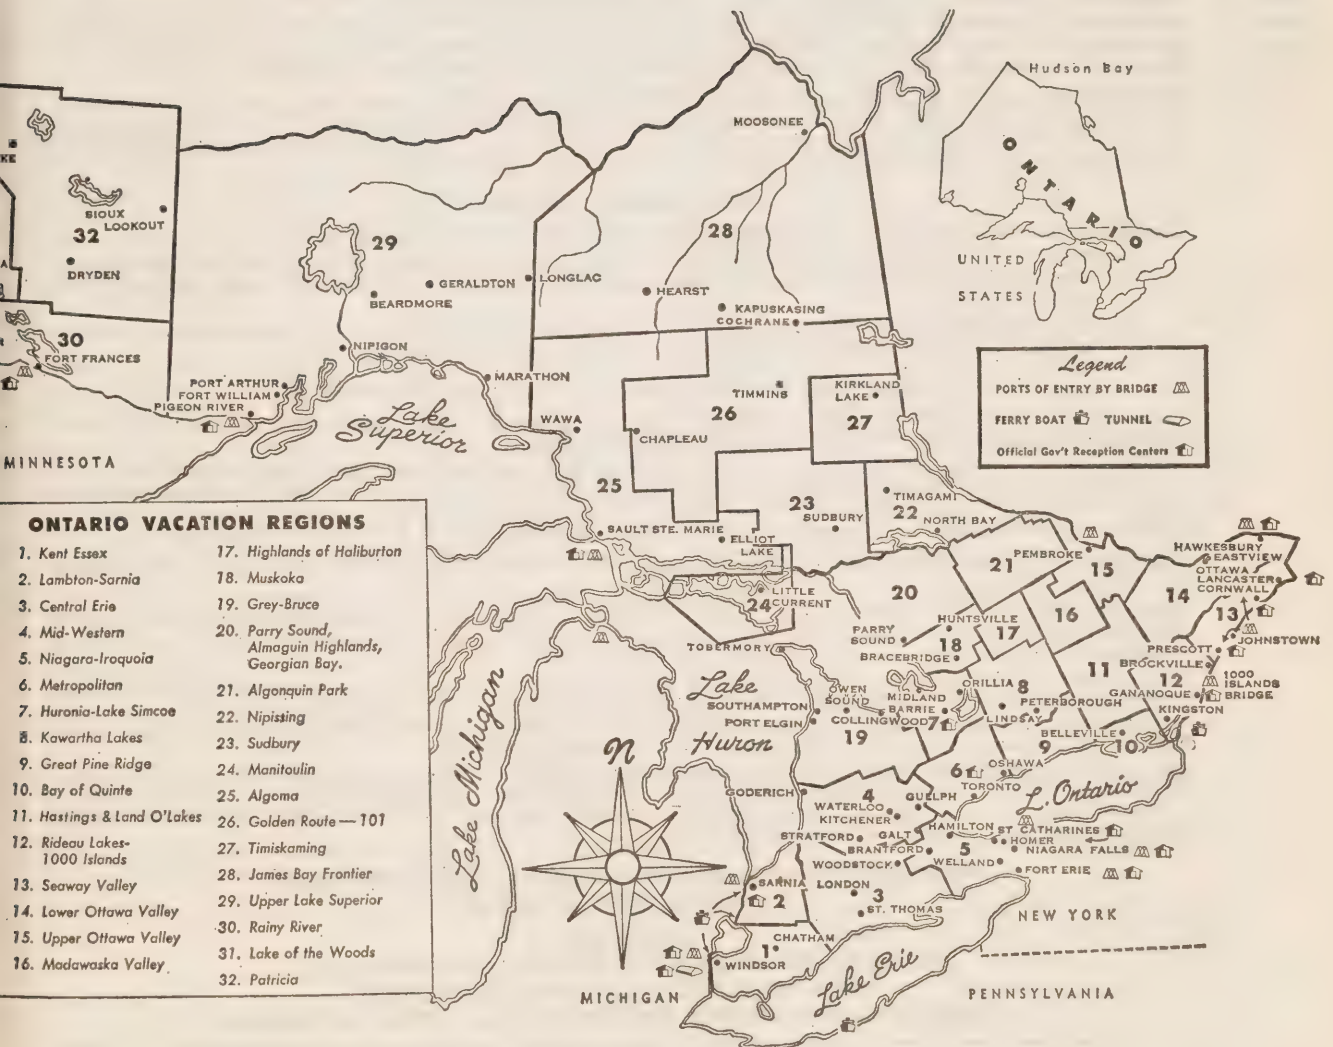 Hudson Bay
ONTARIO
UNITED
STATES
MOOSONEE
KE
SIOUX
LOOKOUT
32
DRYDEN
A
29
28
GERALDTON
LONGLAC
BEARDMORE
HEARST
KAPUSKASING
COCHRANE
R
30
FORT FRANCES
NIPIGON
MARATHON
PORT ARTHUR
FORT WILLIAM
PIGEON RIVER
Lake
Superior
WAWA
TIMMINS
26
CHAPLEAU
KIRKLAND
LAKE
27
Legend
PORTS OF ENTRY BY BRIDGE
FERRY BOAT TUNNEL
Official Gov't Reception Centers
MINNESOTA
25
23
SUDBURY
TIMAGAMI
22
NORTH BAY
SAULT STE. MARIE
ELLIOT
LAKE
ONTARIO VACATION REGIONS
1. Kent Essex
2. Lambton-Sarnia
3. Central Erie
4. Mid-Western
5. Niagara-Iroquoia
6. Metropolitan
7. Huronia-Lake Simcoe
8. Kawartha Lakes
9. Great Pine Ridge
10. Bay of Quinte
11. Hastings & Land O'Lakes
12. Rideau Lakes-
1000 Islands
13. Seaway Valley
14. Lower Ottawa Valley
15. Upper Ottawa Valley
16. Madawaska Valley
17. Highlands of Haliburton
18. Muskoka
19. Grey-Bruce
20. Parry Sound,
Almaguin Highlands,
Georgian Bay.
21. Algonquin Park
22. Nipissing
23. Sudbury
24. Manitoulin
25. Algoma
26. Golden Route—101
27. Timiskaming
28. James Bay Frontier
29. Upper Lake Superior
30. Rainy River
31. Lake of the Woods
32. Patricia
21
PEMBROKE
15
HAWKESBURY
EASTVIEW
OTTAWA
LANCASTER
CORNWALL
14
13
24
LITTLE
CURRENT
20
16
HUNTSVILLE
17
PARRY
SOUND
18
BRACEBRIDGE
TOBERMORY
JOHNSTOWN
PRESCOTT
BROCKVILLE
11
12
1000
ISLANDS
BRIDGE
GANANOQUE
KINGSTON
Lake
Huron
Lake Michigan
OWEN
SOUND
SOUTHAMPTON
PORT ELGIN
COLLINGWOOD
19
MIDLAND
BARRIE
7
ORILLIA
8
LINDSAY
PETERBOROUGH
BELLEVILLE
10
9
N
6
OSHAWA
TORONTO
L. Ontario
GODERICH
4
WATERLOO
KITCHENER
GUELPH
STRATFORD
GALT
HAMILTON
ST CATHARINES
BRANTFORD
5
HOMER
NIAGARA FALLS
WOODSTOCK
WELLAND
FORT ERIE
SARNIA
2
LONDON
3
ST. THOMAS
NEW YORK
1
CHATHAM
WINDSOR
Lake Erie
MICHIGAN
PENNSYLVANIA